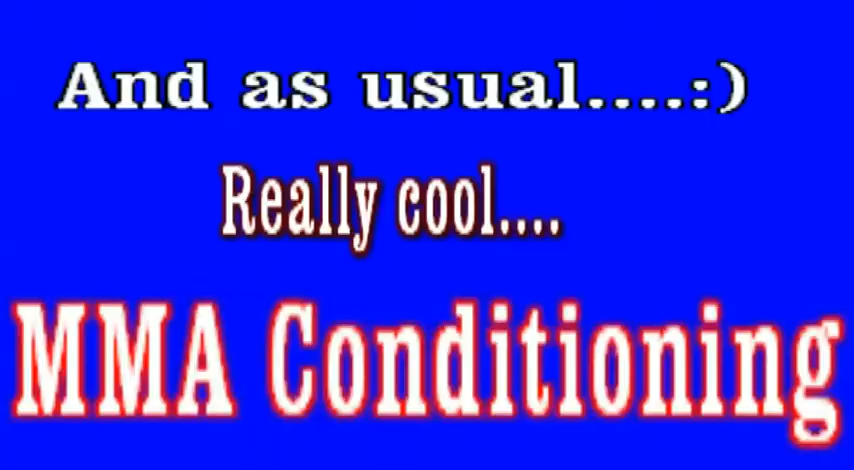 And as usual....:)
Really cool....
MMA Conditioning